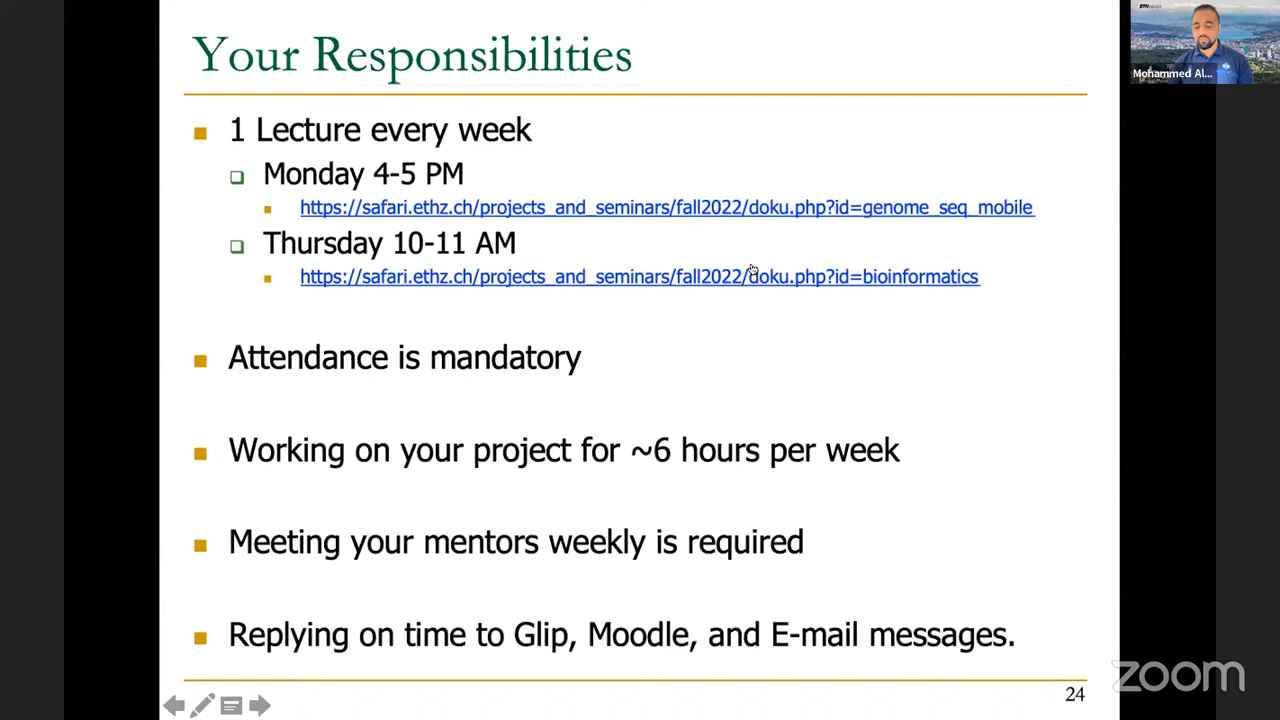 Your Responsibilities
1 Lecture every week
Monday 4-5 PM
https://safari.ethz.ch/projects_and_seminars/fall2022/doku.php?id=genome_seq_mobile
Thursday 10-11 AM
https://safari.ethz.ch/projects_and_seminars/fall2022/doku.php?id=bioinformatics
Attendance is mandatory
Working on your project for ~6 hours per week
Meeting your mentors weekly is required
Replying on time to Glip, Moodle, and E-mail messages.
24
Mohammed Al...
zoom